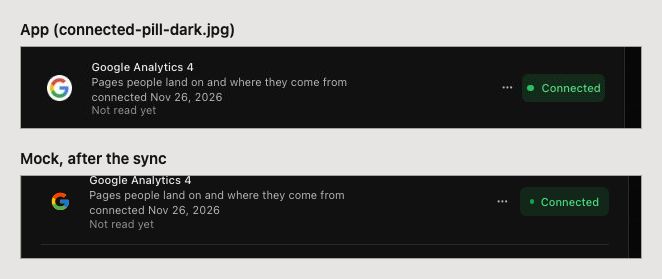 App (connected-pill-dark.jpg)
Google Analytics 4
Pages people land on and where they come from
connected Nov 26, 2026
Not read yet
••• Connected
Mock, after the sync
Google Analytics 4
Pages people land on and where they come from
connected Nov 26, 2026
Not read yet
••• Connected